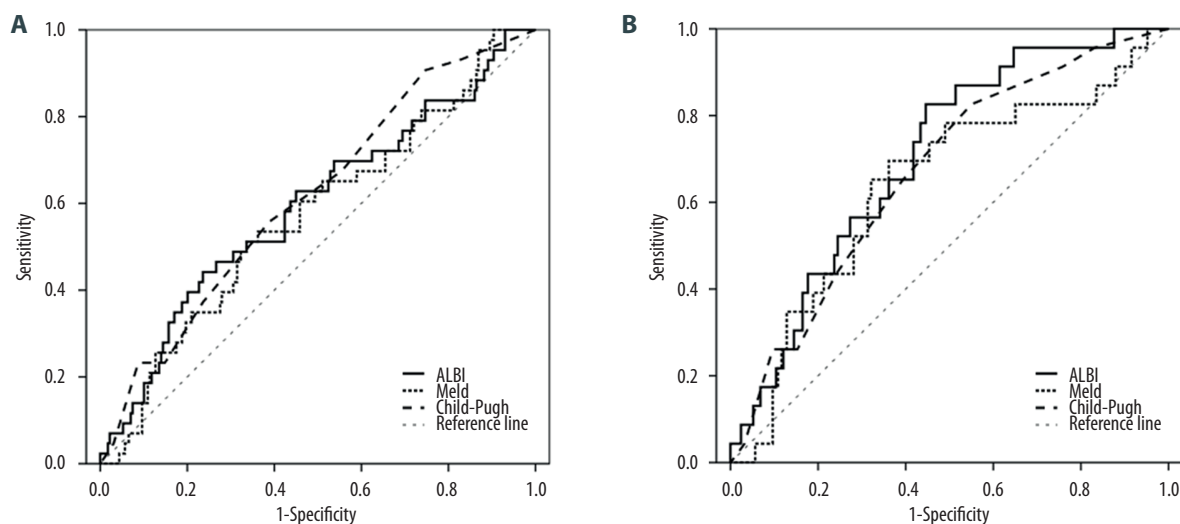 A
1.0
0.8
0.6
0.4
0.2
0.0
Sensitivity
ALBI
Meld
Child-Pugh
Reference line
0.0 0.2 0.4 0.6 0.8 1.0
1-Specificity
B
1.0
0.8
0.6
0.4
0.2
0.0
Sensitivity
ALBI
Meld
Child-Pugh
Reference line
0.0 0.2 0.4 0.6 0.8 1.0
1-Specificity